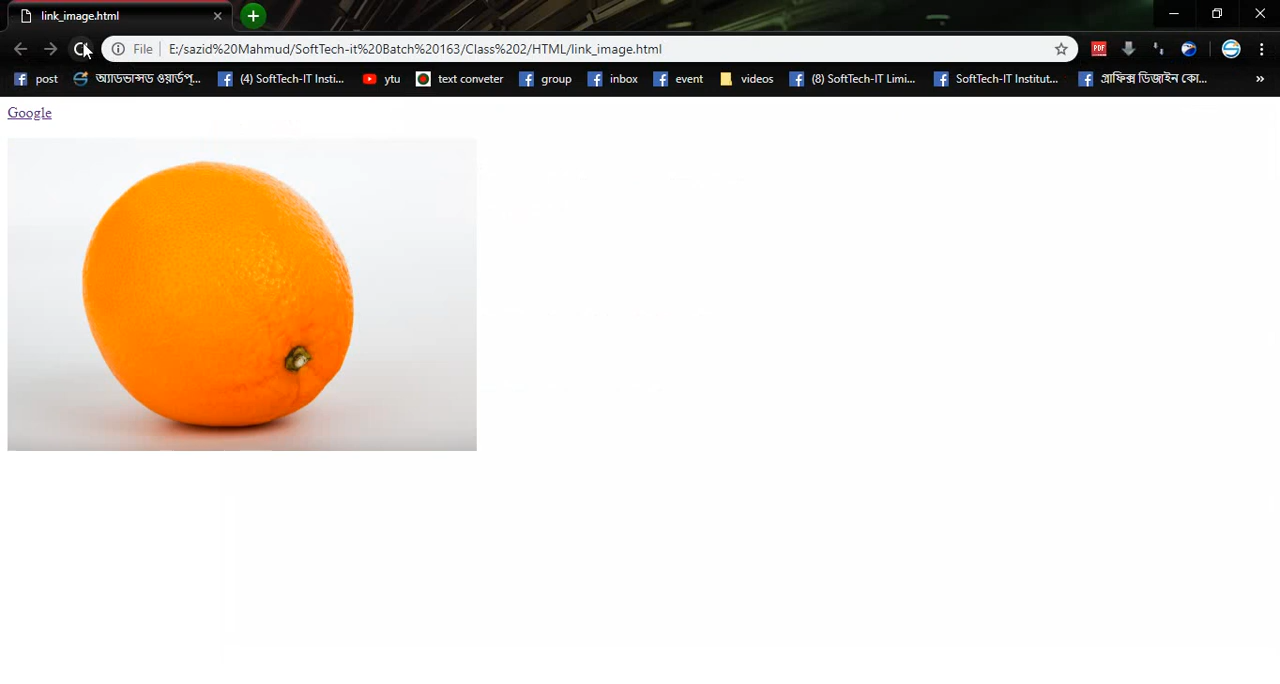 link_image.html
File E:/sazid%20Mahmud/SoftTech-it%20Batch%20163/Class%202/HTML/link_image.html PDF
post অ্যাডভান্সড ওয়ার্ডপ্... (4) SoftTech-IT Insti... ytu text conveter group inbox event videos (8) SoftTech-IT Limi... SoftTech-IT Institut... গ্রাফিক্স ডিজাইন কো... »
Google